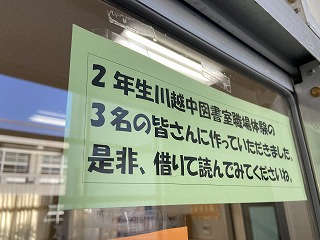 2年生川越中図書室職場体験の
3名の皆さんに作っていただきました。
是非、借りて読んでみてくださいね。